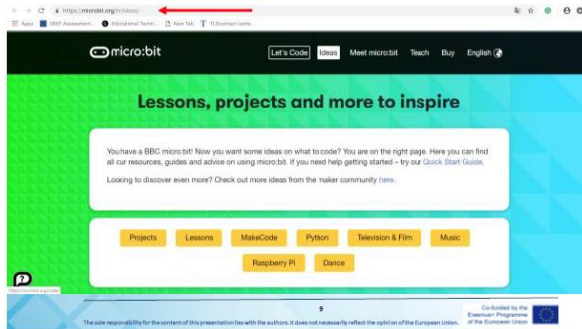 https://microbit.org/hr/ideas/
Apps
Educational Techn...
New Tab
micro:bit
Let's Code
Ideas
Meet micro:bit
Teach
Buy
English
Lessons, projects and more to inspire
You have a BBC micro:bit! Now you want some ideas on what to code? You are on the right page. Here you can find
all our resources, guides and advice on using micro:bit. If you need help getting started – try our Quick Start Guide.
Looking to discover even more? Check out more ideas from the maker community here.
Projects
Lessons
MakeCode
Python
Television & Film
Music
Raspberry Pi
Dance
9
The sole responsibility for the content of this presentation lies with the authors. It does not necessarily reflect the opinion of the European Union.
Co-funded by the
Erasmus+ Programme
of the European Union